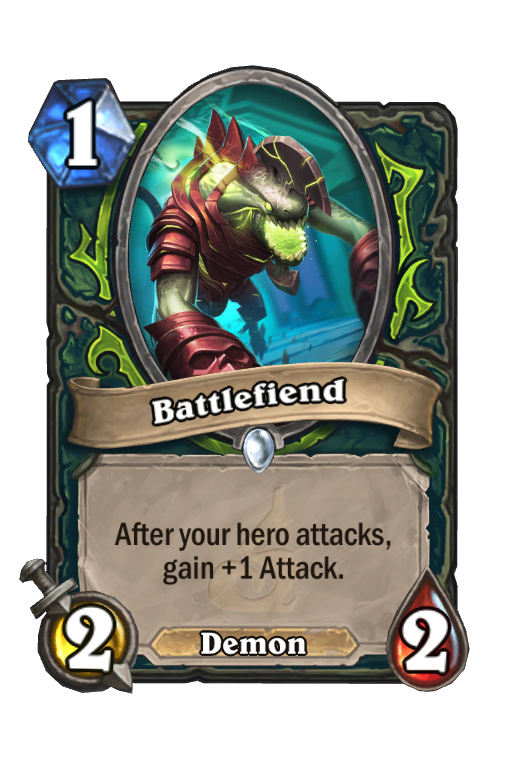 1
Battlefiend
After your hero attacks,
gain +1 Attack.
2
Demon
2